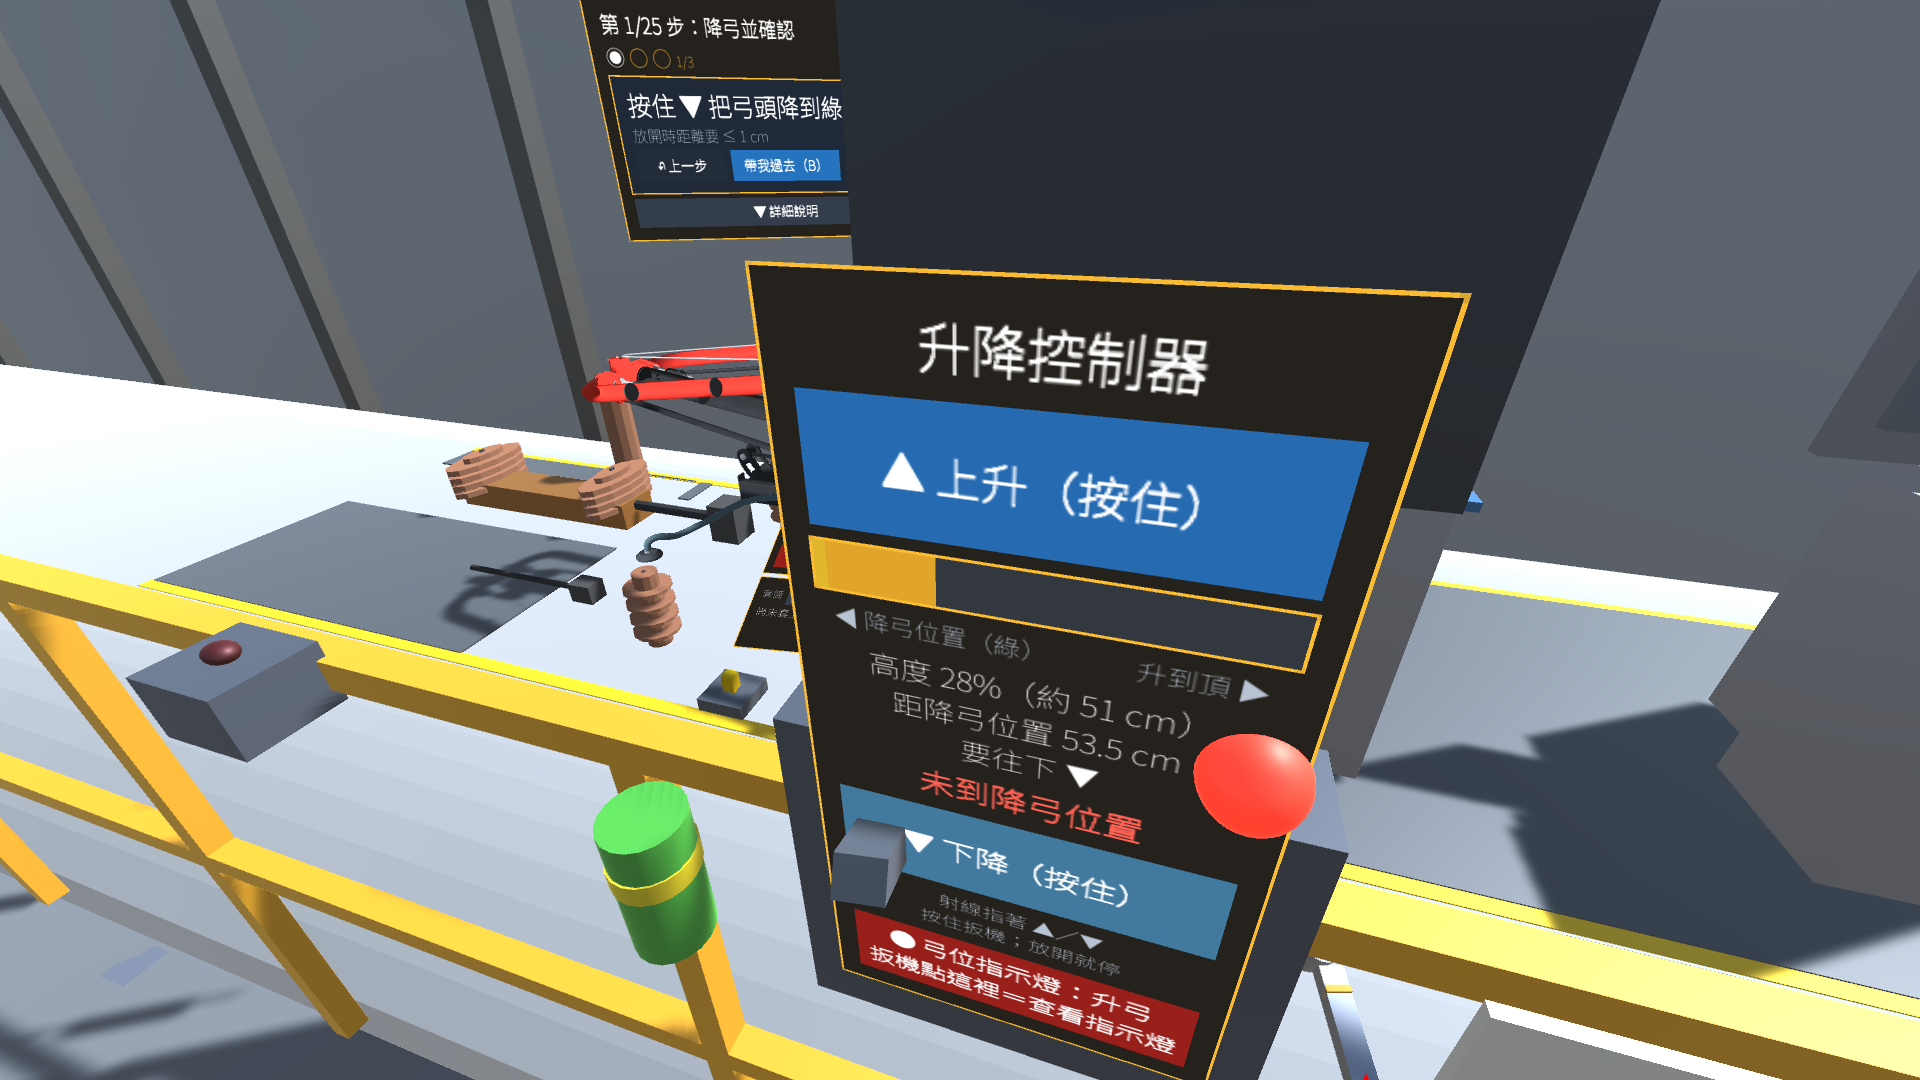 第 1/25 步：降弓並確認
1/3
按住▼把弓頭降到綠
放開時距離要 ≤ 1 cm
↶上一步
帶我過去（B）
▼詳細說明
升降控制器
▲上升（按住）
◀降弓位置（綠）
升到頂▶
高度 28%（約 51 cm）
距降弓位置 53.5 cm
要往下▼
未到降弓位置
▼下降（按住）
射線指著▲／▼
按住扳機；放開就停
●弓位指示燈：升弓
扳機點這裡＝查看指示燈